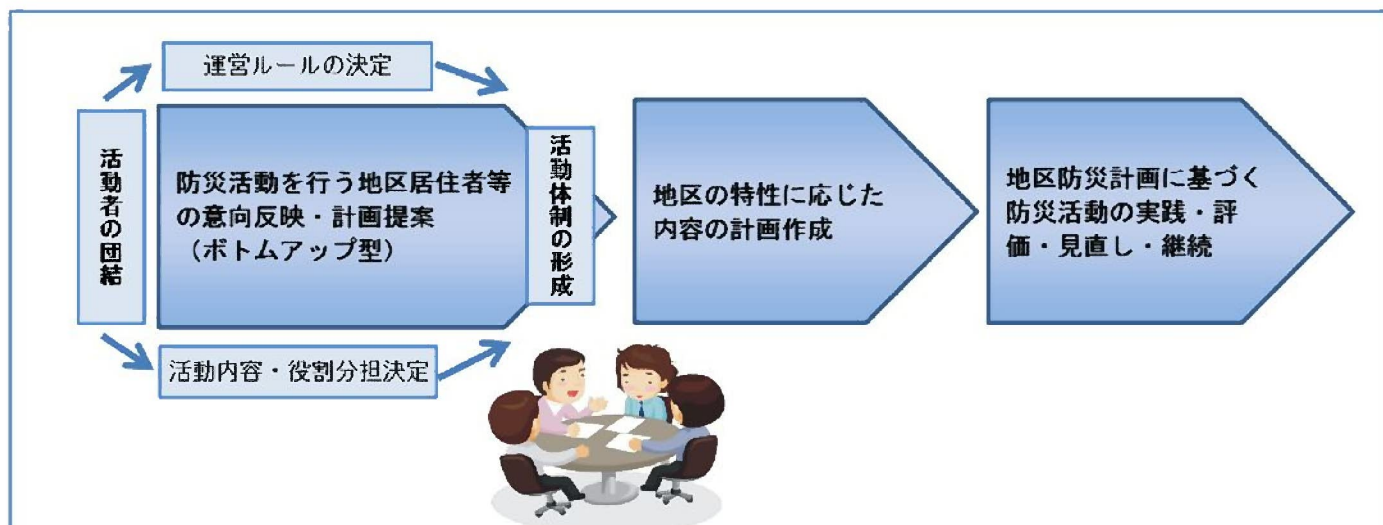 運営ルールの決定
活動者の団結
防災活動を行う地区居住者等
の意向反映・計画提案
（ボトムアップ型）
活動体制の形成
活動内容・役割分担決定
地区の特性に応じた
内容の計画作成
地区防災計画に基づく
防災活動の実践・評
価・見直し・継続